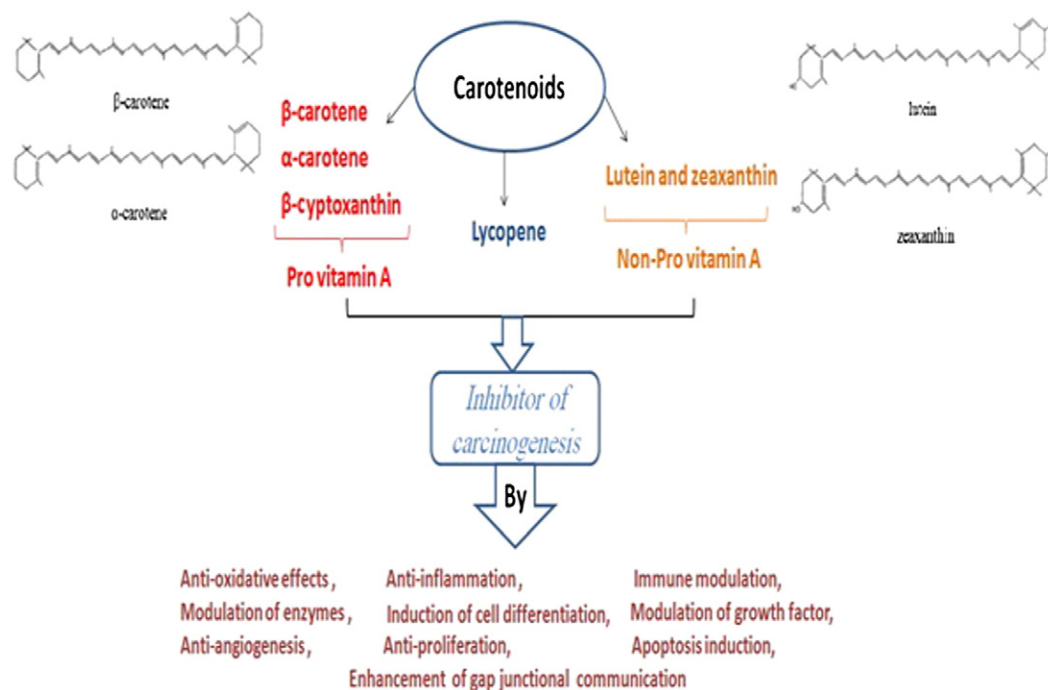 Carotenoids
β-carotene
α-carotene
β-carotene
α-carotene
β-cyptoxanthin
Pro vitamin A
Lycopene
Lutein and zeaxanthin
Non-Pro vitamin A
lutein
HO
zeaxanthin
HO
Inhibitor of
carcinogenesis
By
Anti-oxidative effects, Anti-inflammation, Immune modulation,
Modulation of enzymes, Induction of cell differentiation, Modulation of growth factor,
Anti-angiogenesis, Anti-proliferation, Apoptosis induction,
Enhancement of gap junctional communication